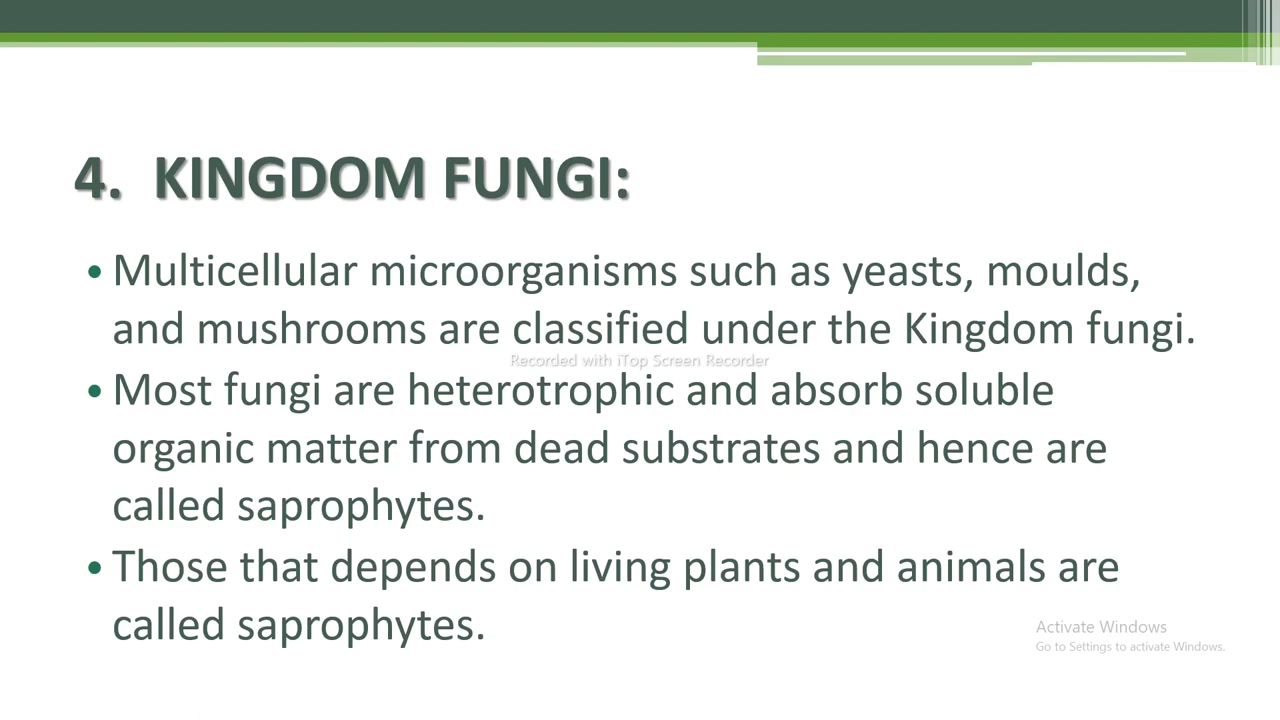 4. KINGDOM FUNGI:
•Multicellular microorganisms such as yeasts, moulds,
and mushrooms are classified under the Kingdom fungi.
Recorded with iTop Screen Recorder
•Most fungi are heterotrophic and absorb soluble
organic matter from dead substrates and hence are
called saprophytes.
•Those that depends on living plants and animals are
called saprophytes.
Activate Windows
Go to Settings to activate Windows.